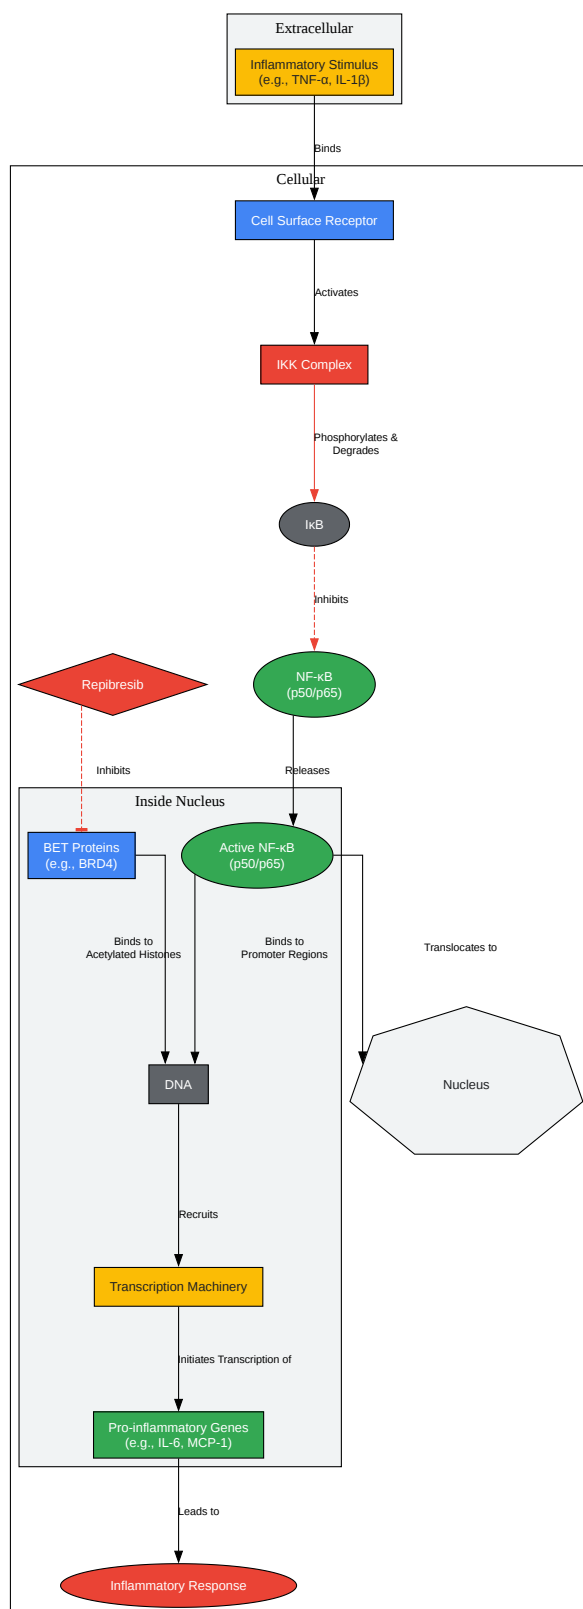 Extracellular
Inflammatory Stimulus
(e.g., TNF-α, IL-1β)
Binds
Cellular
Cell Surface Receptor
Activates
IKK Complex
Phosphorylates &
Degrades
IκB
Inhibits
Repibresib
NF-κB
(p50/p65)
Inhibits
Releases
Inside Nucleus
BET Proteins
(e.g., BRD4)
Active NF-κB
(p50/p65)
Binds to
Acetylated Histones
Binds to
Promoter Regions
Translocates to
DNA
Nucleus
Recruits
Transcription Machinery
Initiates Transcription of
Pro-inflammatory Genes
(e.g., IL-6, MCP-1)
Leads to
Inflammatory Response